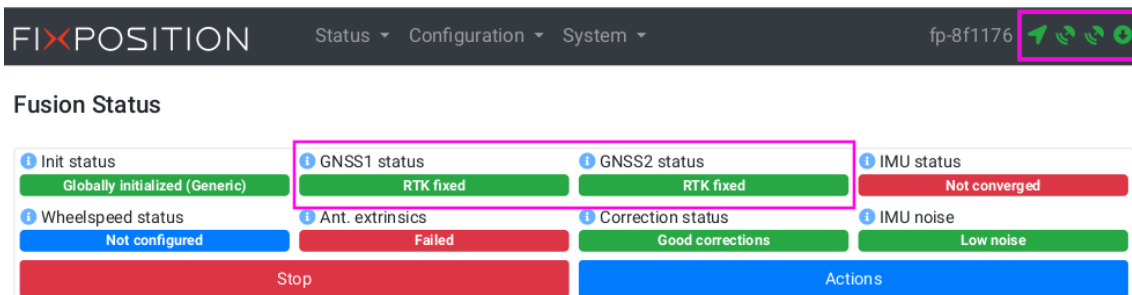 FIXPOSITION Status Configuration System fp-8f1176
Fusion Status
Init status GNSS1 status GNSS2 status IMU status
Globally initialized (Generic) RTK fixed RTK fixed Not converged
Wheelspeed status Ant. extrinsics Correction status IMU noise
Not configured Failed Good corrections Low noise
Stop Actions